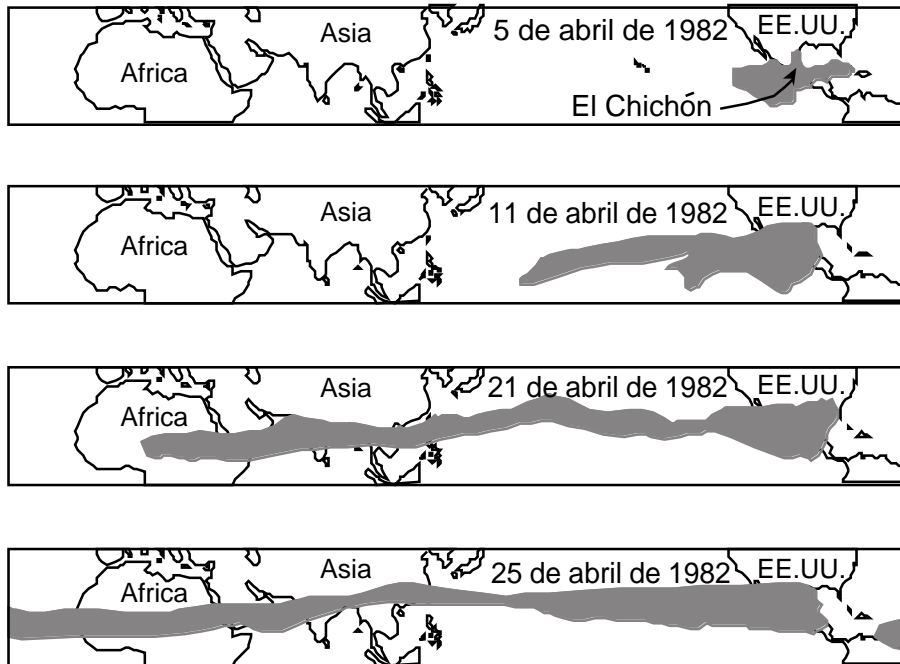 Africa
Asia
5 de abril de 1982
EE.UU.
El Chichón
Africa
Asia
11 de abril de 1982
EE.UU.
Africa
Asia
21 de abril de 1982
EE.UU.
Africa
Asia
25 de abril de 1982
EE.UU.